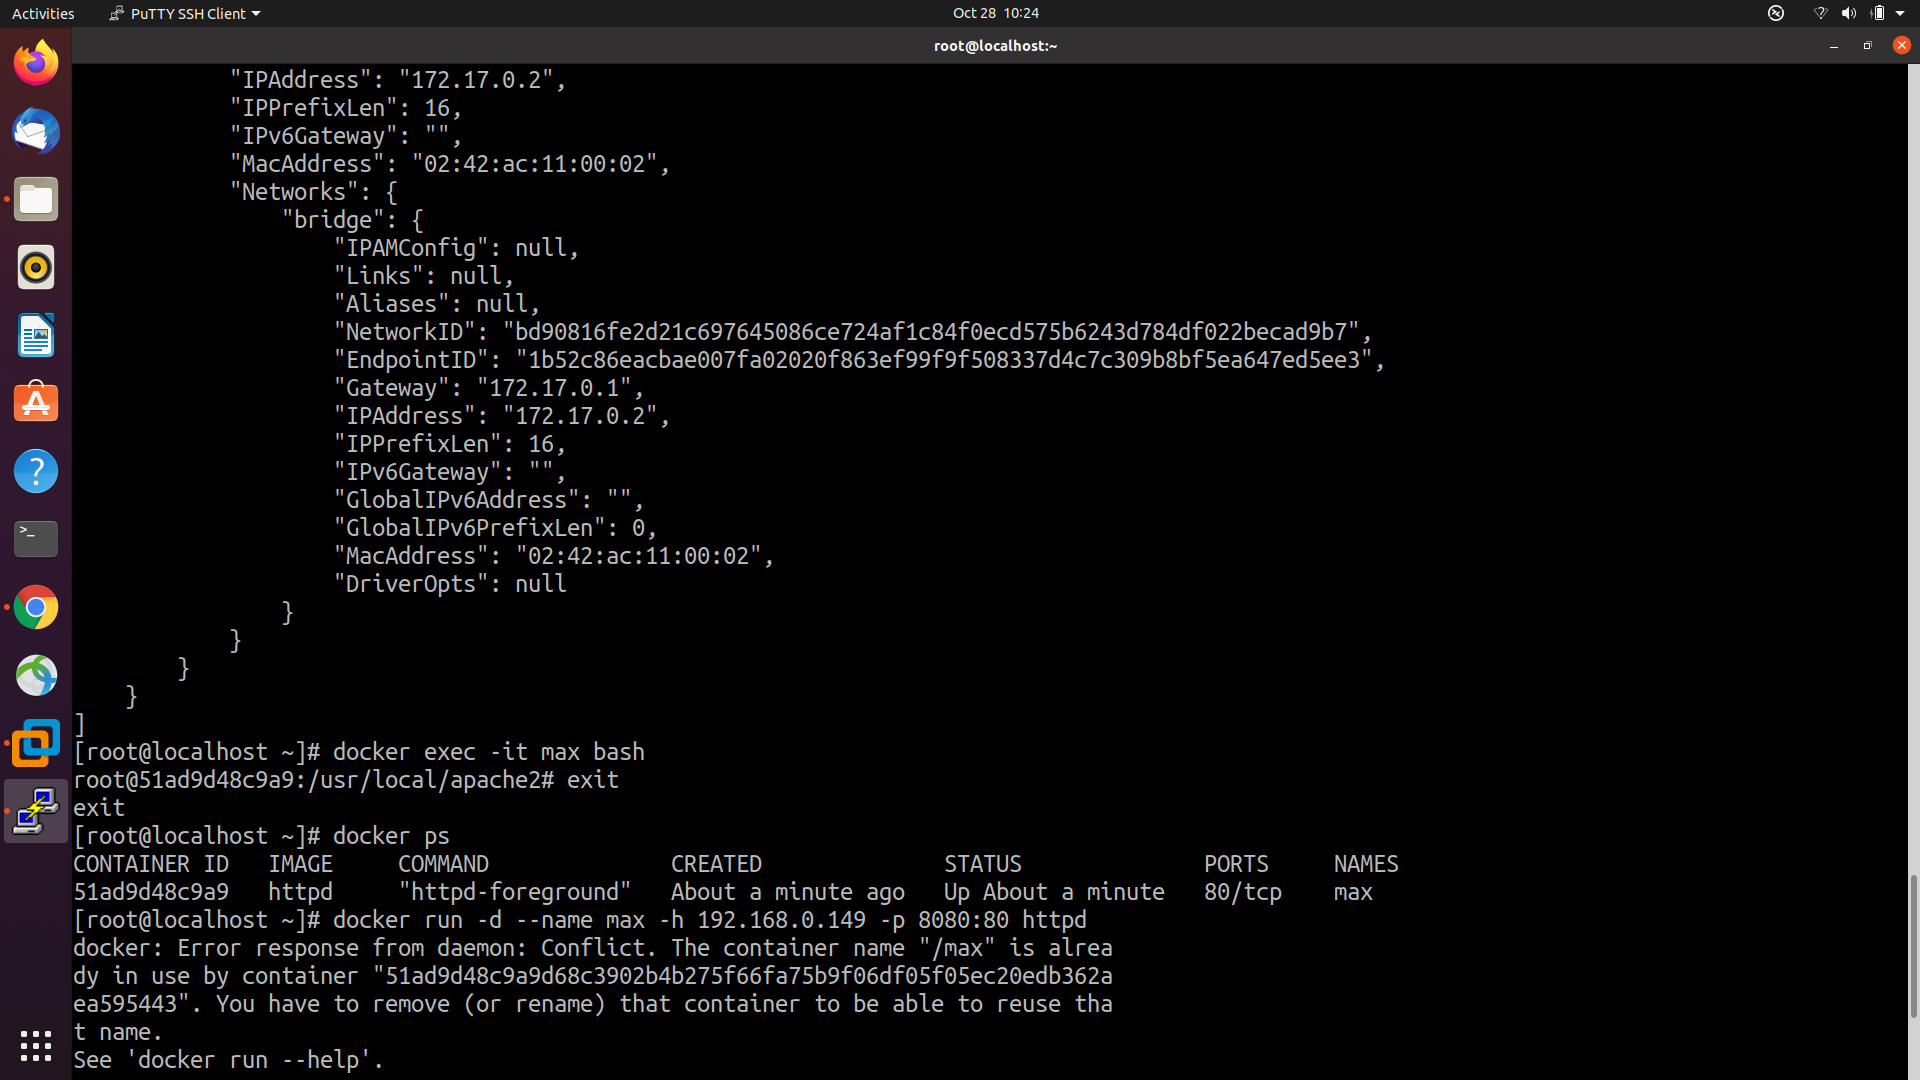 Activities PuTTY SSH Client Oct 28 10:24
root@localhost:~
"IPAddress": "172.17.0.2",
"IPPrefixLen": 16,
"IPv6Gateway": "",
"MacAddress": "02:42:ac:11:00:02",
"Networks": {
"bridge": {
"IPAMConfig": null,
"Links": null,
"Aliases": null,
"NetworkID": "bd90816fe2d21c697645086ce724af1c84f0ecd575b6243d784df022becad9b7",
"EndpointID": "1b52c86eacbae007fa02020f863ef99f9f508337d4c7c309b8bf5ea647ed5ee3",
"Gateway": "172.17.0.1",
"IPAddress": "172.17.0.2",
"IPPrefixLen": 16,
"IPv6Gateway": "",
"GlobalIPv6Address": "",
"GlobalIPv6PrefixLen": 0,
"MacAddress": "02:42:ac:11:00:02",
"DriverOpts": null
}
}
}
}
]
[root@localhost ~]# docker exec -it max bash
root@51ad9d48c9a9:/usr/local/apache2# exit
exit
[root@localhost ~]# docker ps
CONTAINER ID IMAGE COMMAND CREATED STATUS PORTS NAMES
51ad9d48c9a9 httpd "httpd-foreground" About a minute ago Up About a minute 80/tcp max
[root@localhost ~]# docker run -d --name max -h 192.168.0.149 -p 8080:80 httpd
docker: Error response from daemon: Conflict. The container name "/max" is alrea
dy in use by container "51ad9d48c9a9d68c3902b4b275f66fa75b9f06df05f05ec20edb362a
ea595443". You have to remove (or rename) that container to be able to reuse tha
t name.
See 'docker run --help'.